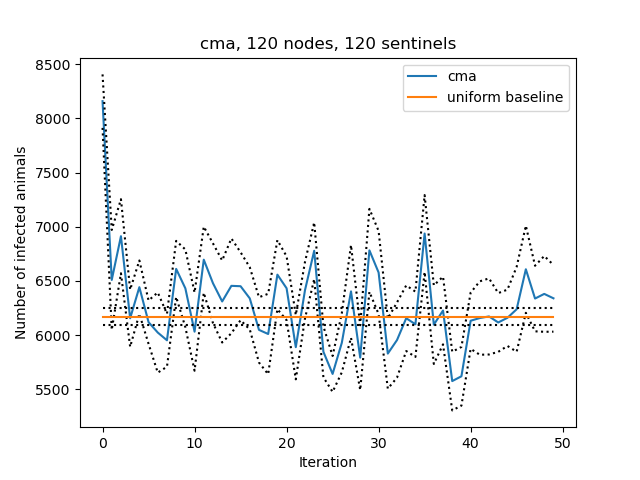 cma, 120 nodes, 120 sentinels
cma
uniform baseline
Number of infected animals
8500
8000
7500
7000
6500
6000
5500
0 10 20 30 40 50
Iteration